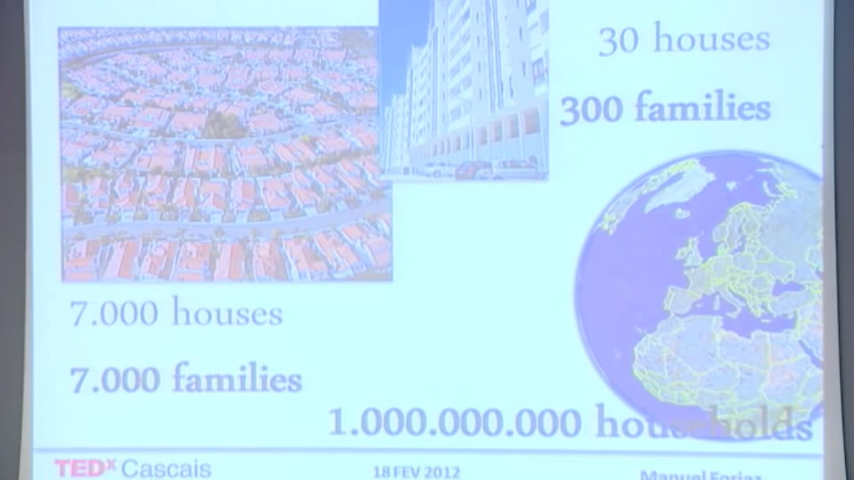 30 houses
300 families
7.000 houses
7.000 families
1.000.000.000 households
TEDx Cascais
18 FEV 2012
Manuel Forjaz